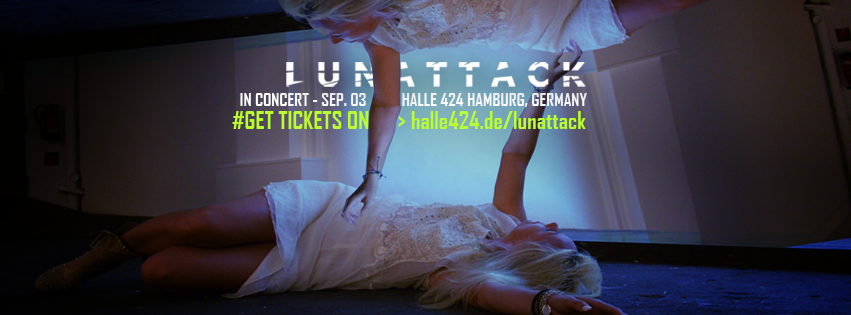 LUNATTACK
IN CONCERT - SEP. 03 HALLE 424 HAMBURG, GERMANY
#GET TICKETS ON > halle424.de/lunattack